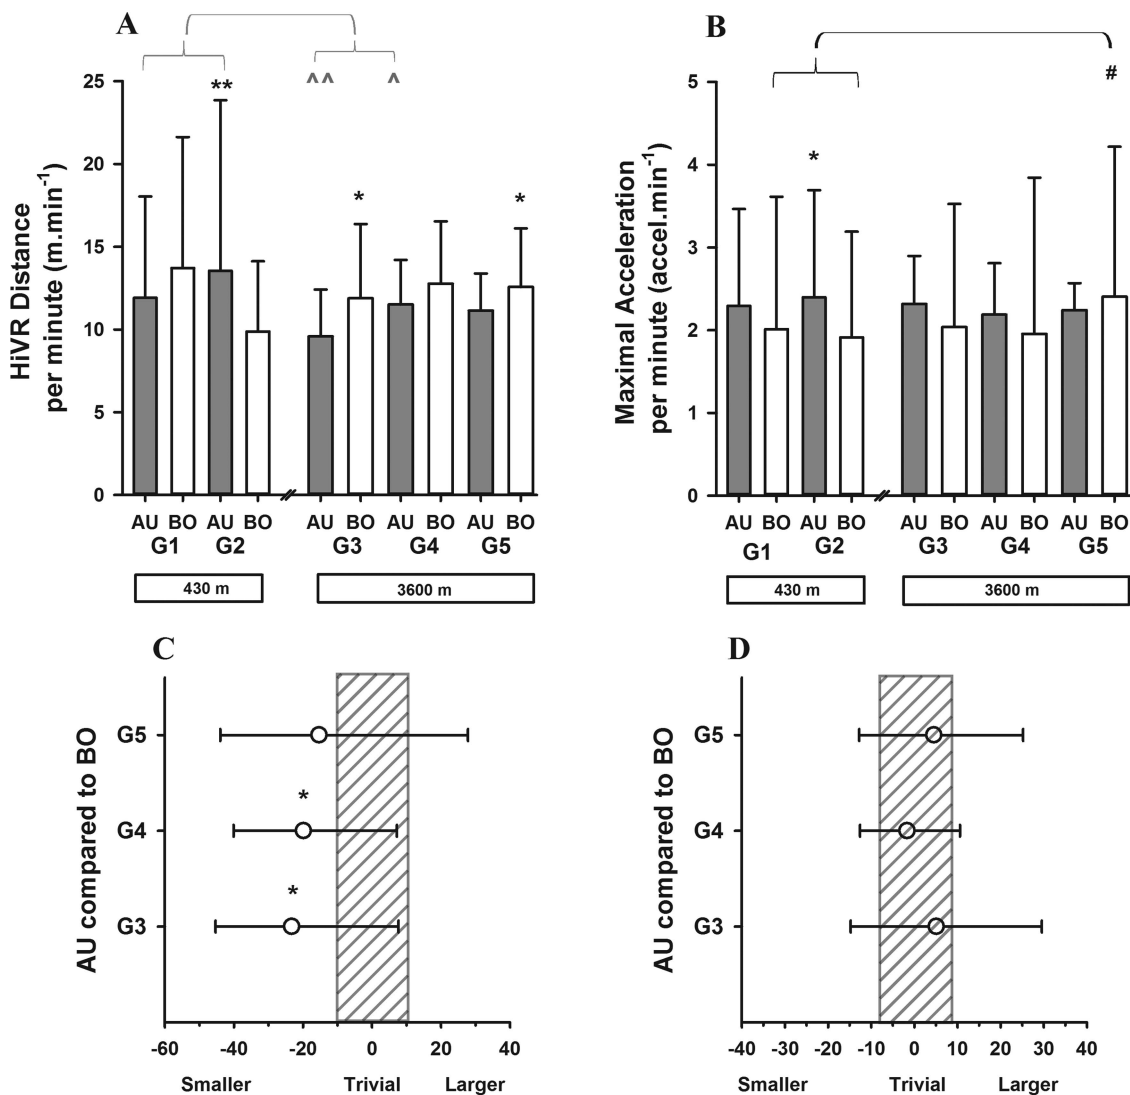 A
^^
^
**
*
*
25
20
15
10
5
0
HiVR Distance
per minute (m.min-1)
AU BO AU BO AU BO AU BO AU BO
G1 G2 G3 G4 G5
430 m 3600 m
B
#
*
5
4
3
2
1
0
Maximal Acceleration
per minute (accel.min-1)
AU BO AU BO AU BO AU BO AU BO
G1 G2 G3 G4 G5
430 m 3600 m
C
AU compared to BO
G5
*
G4
*
G3
-60 -40 -20 0 20 40
Smaller Trivial Larger
D
AU compared to BO
G5
G4
G3
-40 -30 -20 -10 0 10 20 30 40
Smaller Trivial Larger